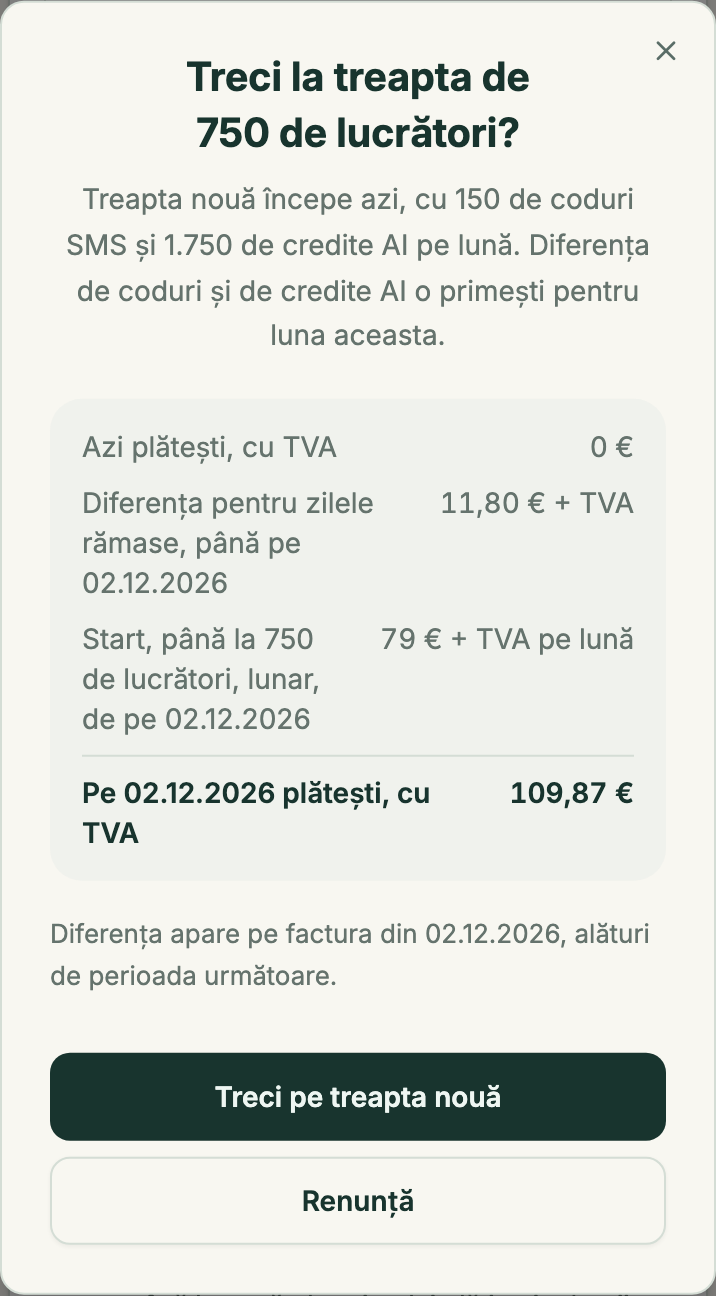 Treci la treapta de
750 de lucrători?
Treapta nouă începe azi, cu 150 de coduri
SMS și 1.750 de credite AI pe lună. Diferența
de coduri și de credite AI o primești pentru
luna aceasta.
Azi plătești, cu TVA 0 €
Diferența pentru zilele 11,80 € + TVA
rămase, până pe
02.12.2026
Start, până la 750 79 € + TVA pe lună
de lucrători, lunar,
de pe 02.12.2026
Pe 02.12.2026 plătești, cu 109,87 €
TVA
Diferența apare pe factura din 02.12.2026, alături
de perioada următoare.
Treci pe treapta nouă
Renunță